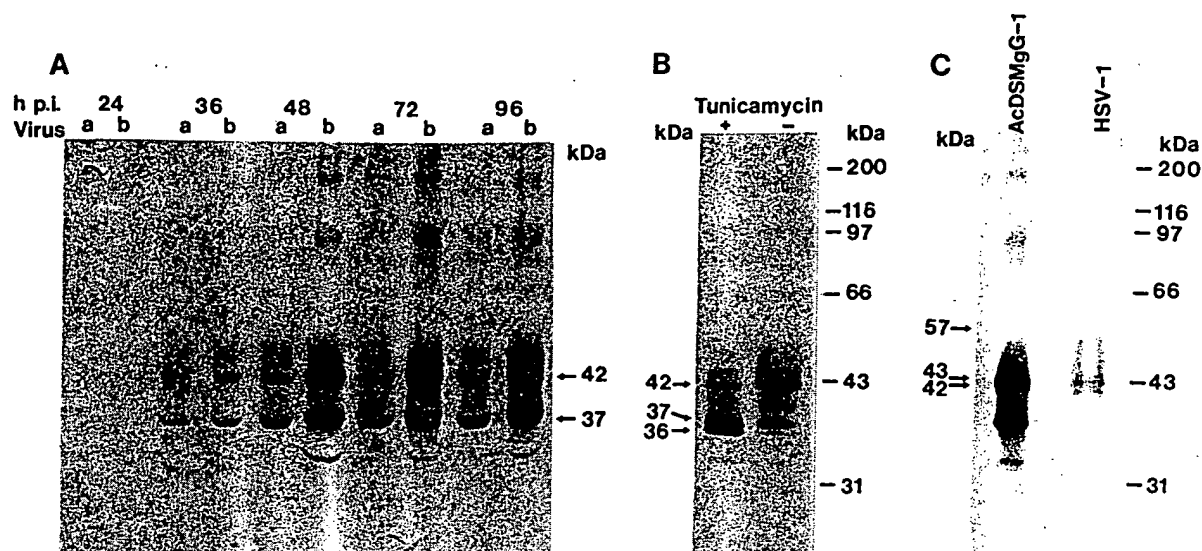 A
h p.i. 24 36 48 72 96
Virus a b a b a b a b a b
kDa
42
37
B
Tunicamycin
+ −
kDa kDa
200
116
97
66
42 43
37
36
31
C
AcDSMgG-1
HSV-1
kDa kDa
200
116
97
66
57
43
42 43
31